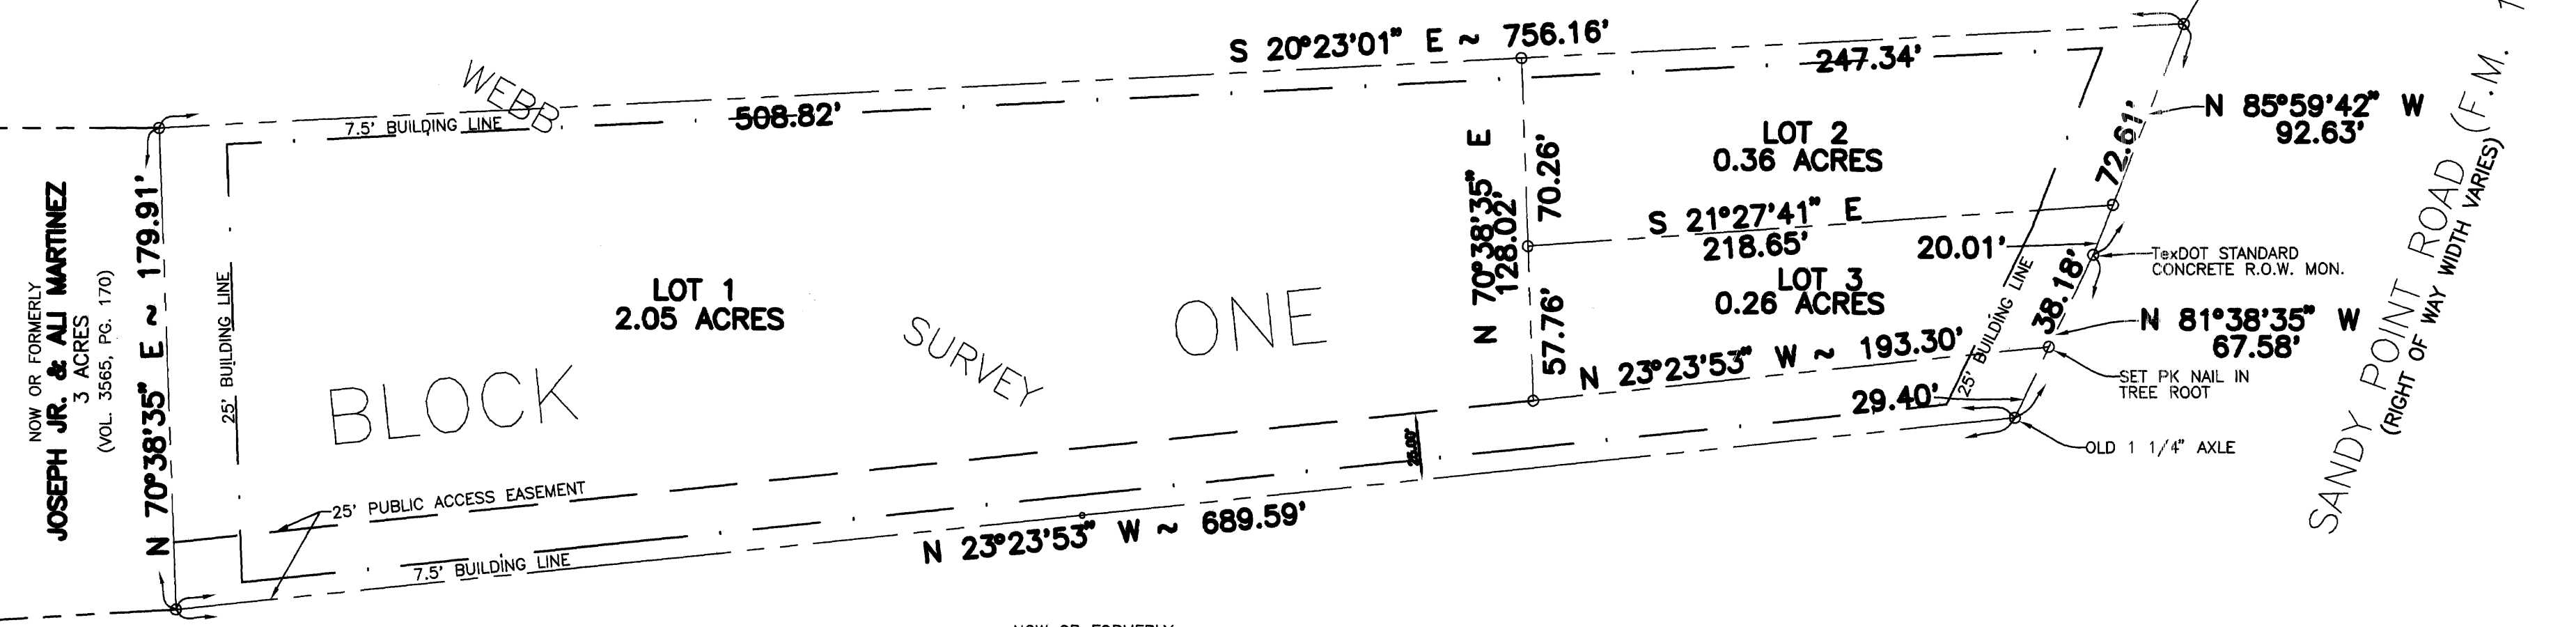 S 20°23'01" E ~ 756.16'
247.34'
WEBB
508.82'
7.5' BUILDING LINE
N 85°59'42" W
92.63'
72.61'
LOT 2
0.36 ACRES
N 70°38'35" E
128.02'
70.26'
S 21°27'41" E
218.65'
20.01'
TexDOT STANDARD
CONCRETE R.O.W. MON.
NOW OR FORMERLY
JOSEPH JR. & ALI MARTINEZ
3 ACRES
(VOL. 3565, PG. 170)
N 70°38'35" E ~ 179.91'
25' BUILDING LINE
LOT 1
2.05 ACRES
LOT 3
0.26 ACRES
57.76'
38.18'
N 81°38'35" W
67.58'
SANDY POINT ROAD (F.M.
(RIGHT OF WAY WIDTH VARIES)
BLOCK ONE
SURVEY
N 23°23'53" W ~ 193.30'
25' BUILDING LINE
SET PK NAIL IN
TREE ROOT
29.40'
OLD 1 1/4" AXLE
25.00'
25' PUBLIC ACCESS EASEMENT
N 23°23'53" W ~ 689.59'
7.5' BUILDING LINE
NOW OR FORMERLY